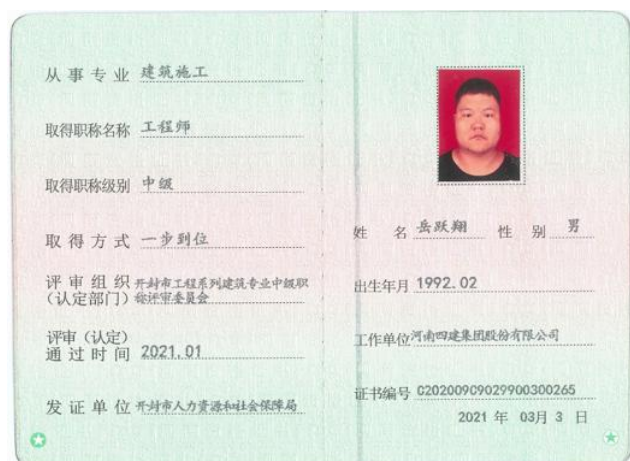 从事专业 建筑施工
取得职称名称 工程师
取得职称级别 中级
取得方式 一步到位
评审组织 开封市工程系列建筑专业中级职
（认定部门） 称评审委员会
评审（认定）
通过时间 2021.01
发证单位 开封市人力资源和社会保障局
姓名 岳跃翔 性别 男
出生年月 1992.02
工作单位 河南四建集团股份有限公司
证书编号 C202009C9029900300265
2021 年 03月 3 日